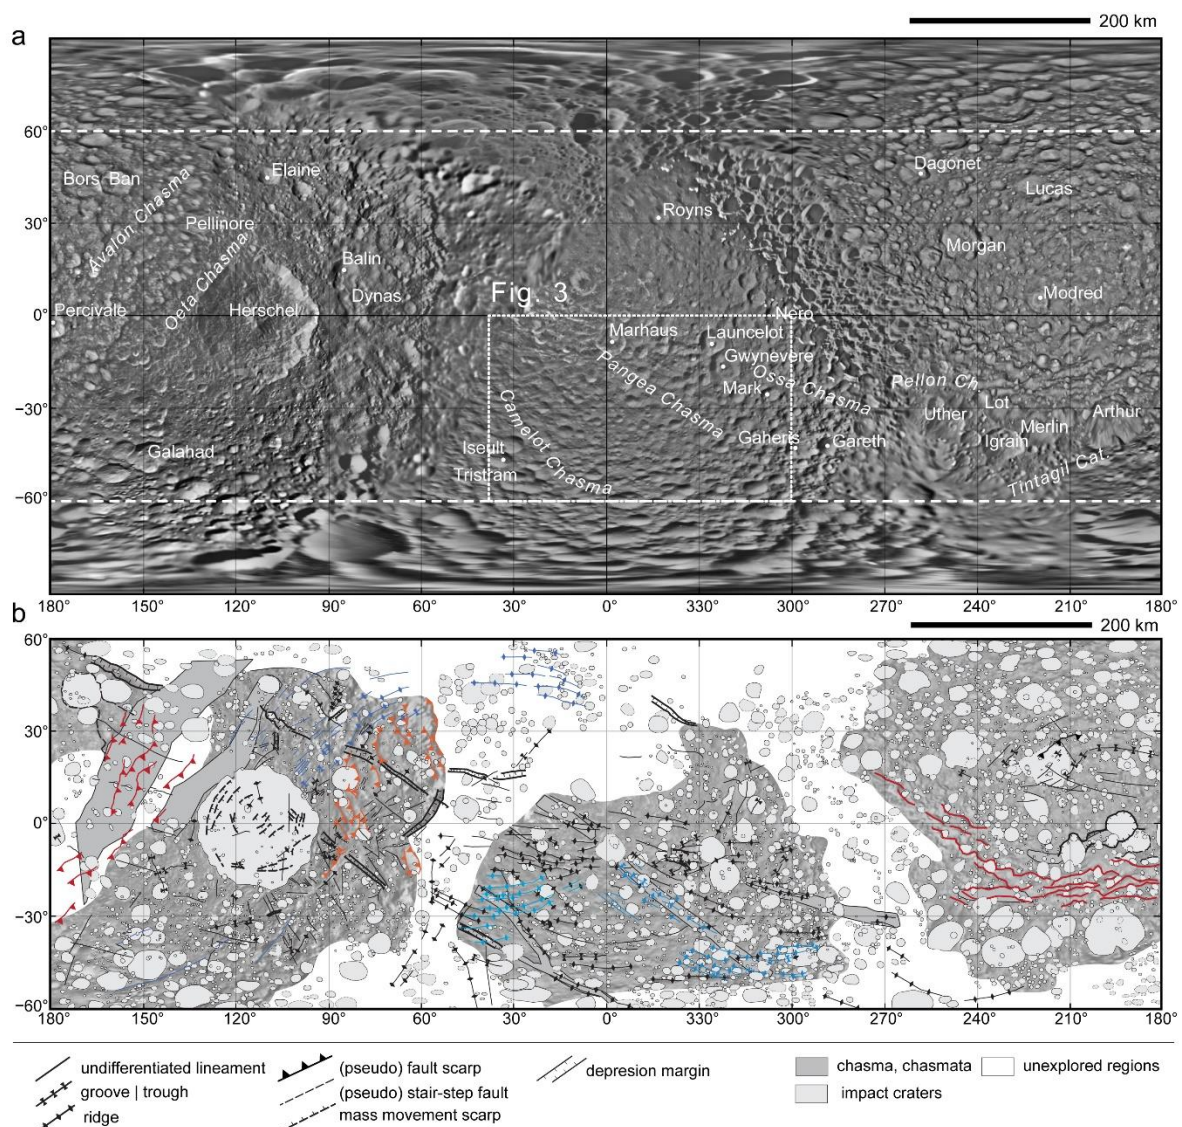 200 km
a
60°
Dagonet
Elaine
Bors Ban
Lucas
Avalon Chasma
Royns
30°
Pellinore
Morgan
Balin
Oeta Chasma
Fig. 3
Dynas
Modred
Percivale
Herschel
Nero
0°
Marhaus
Launcelot
Gwynevere
Pangea Chasma
Ossa Chasma
Pellon Ch.
Mark
Lot
−30°
Camelot Chasma
Uther
Merlin
Arthur
Gaheris
Gareth
Igrain
Iseult
Galahad
Tristram
Tintagil Cat.
−60°
180° 150° 120° 90° 60° 30° 0° 330° 300° 270° 240° 210° 180°
b
200 km
60°
30°
0°
−30°
−60°
180° 150° 120° 90° 60° 30° 0° 330° 300° 270° 240° 210° 180°
undifferentiated lineament
groove | trough
ridge
(pseudo) fault scarp
(pseudo) stair-step fault
mass movement scarp
depresion margin
chasma, chasmata
unexplored regions
impact craters